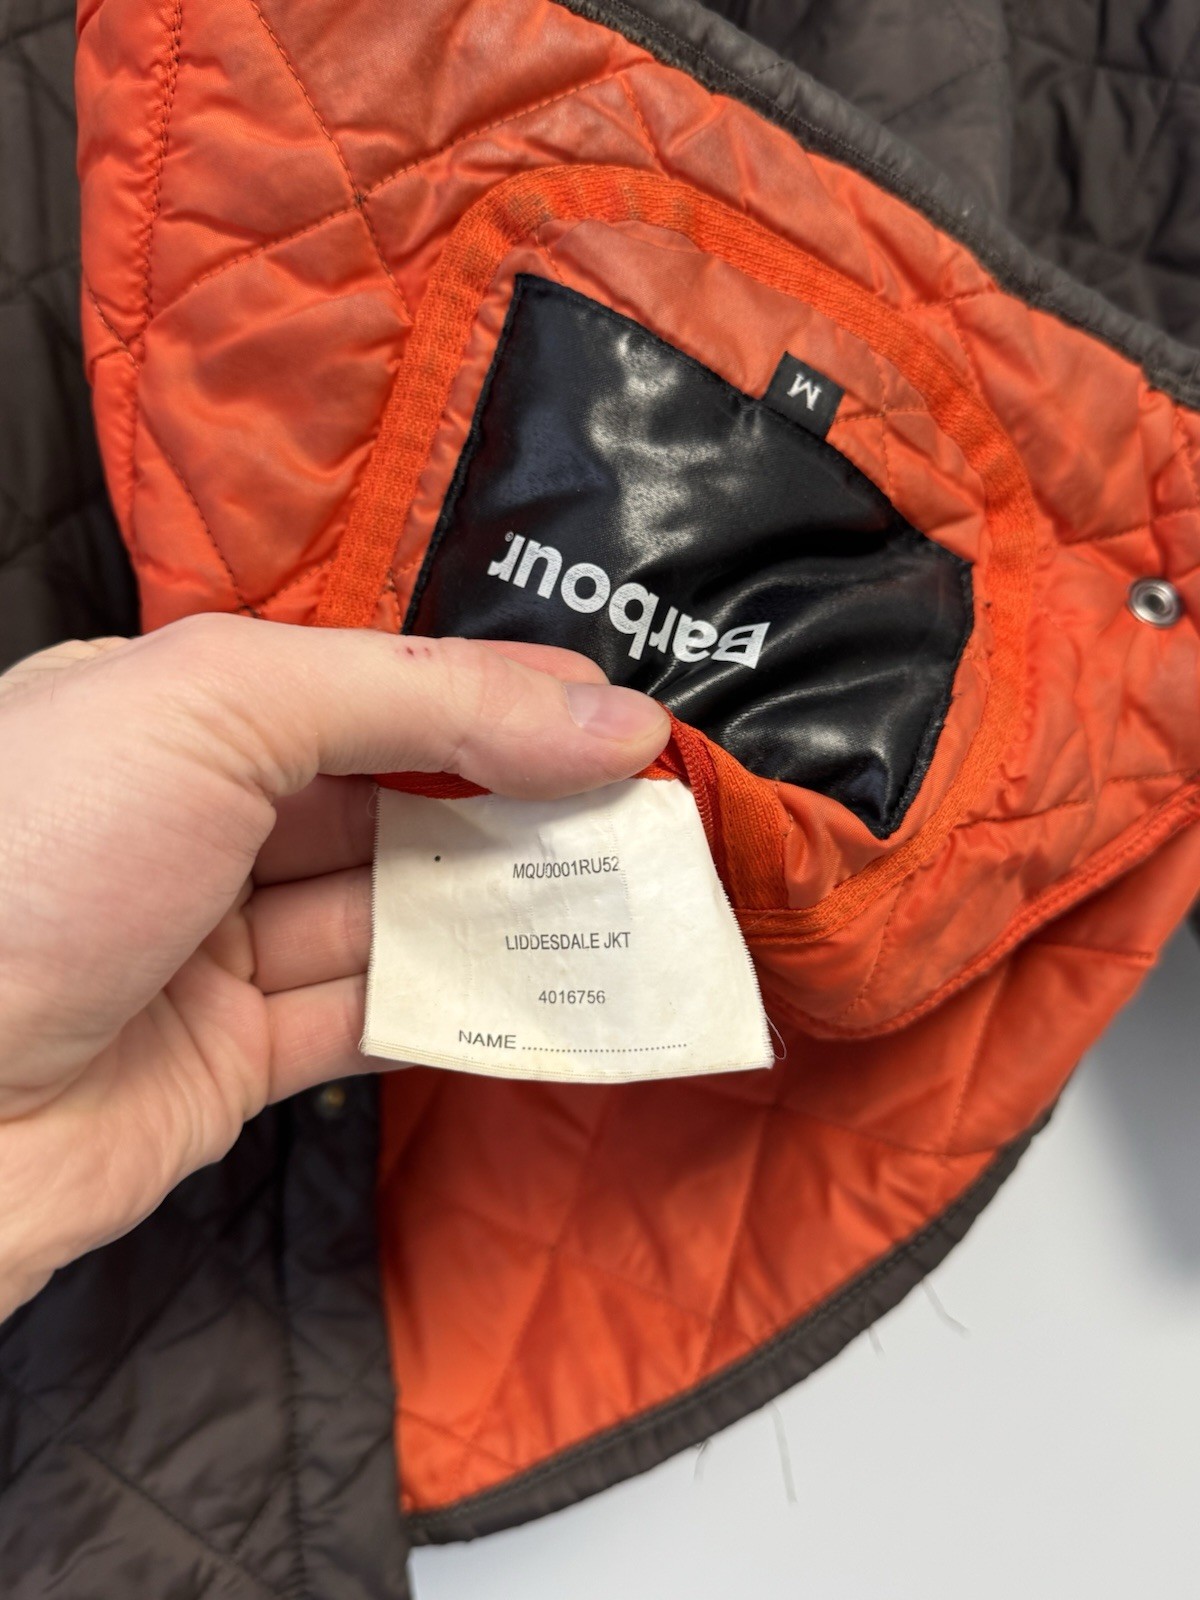 M
Barbour®
MQU0001RU52
LIDDESDALE JKT
4016756
NAME ..............................